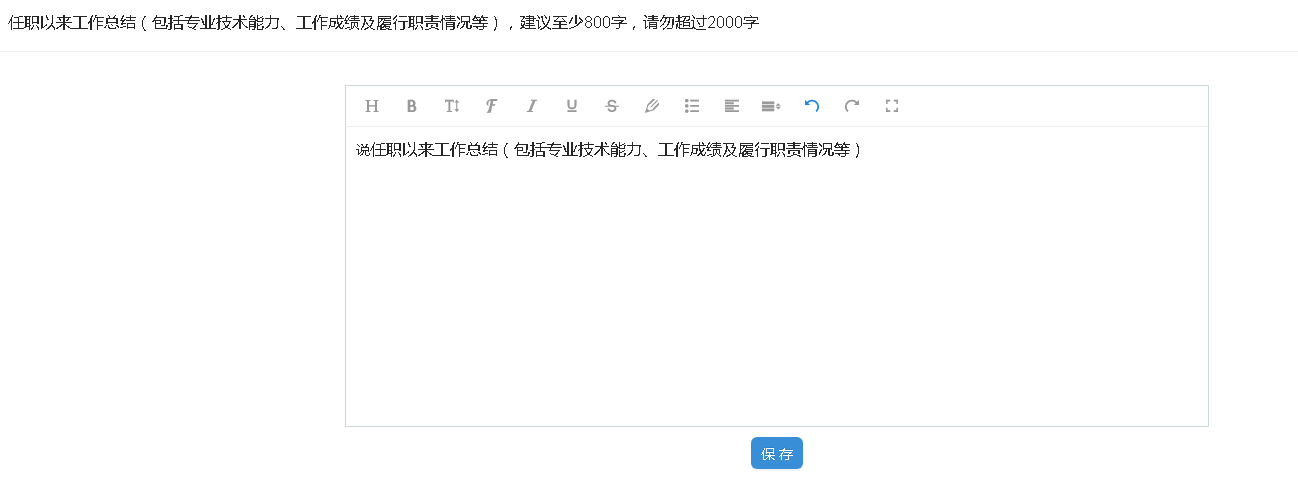 任职以来工作总结（包括专业技术能力、工作成绩及履行职责情况等），建议至少800字，请勿超过2000字
H B T F I U S
说任职以来工作总结（包括专业技术能力、工作成绩及履行职责情况等）
保存